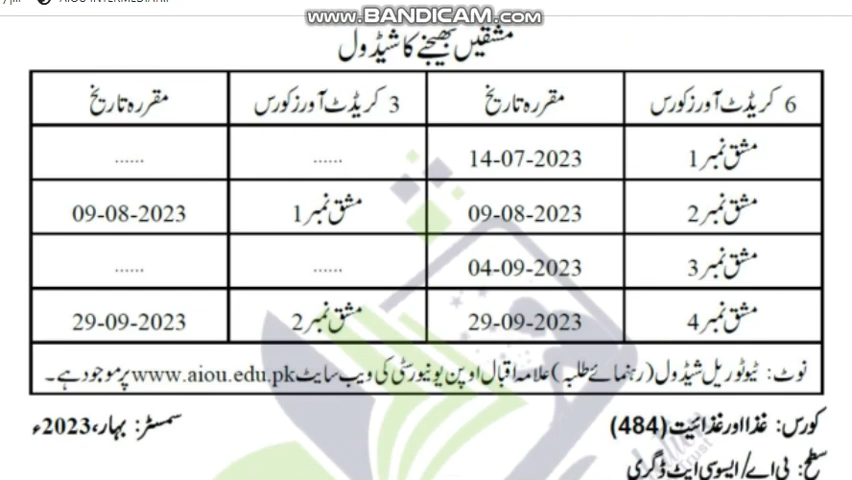 AIOU INTERMEDIA
www.BANDICAM.com
مشقیں بھیجنے کا شیڈول
6 کریڈٹ آورز کورس مقررہ تاریخ 3 کریڈٹ آورز کورس مقررہ تاریخ
مشق نمبر 1 14-07-2023 ...... ......
مشق نمبر 2 09-08-2023 مشق نمبر 1 09-08-2023
مشق نمبر 3 04-09-2023 ...... ......
مشق نمبر 4 29-09-2023 مشق نمبر 2 29-09-2023
نوٹ: ٹیوٹوریل شیڈول (رہنمائے طلبہ) علامہ اقبال اوپن یونیورسٹی کی ویب سائٹ www.aiou.edu.pk پر موجود ہے۔
کورس: غذا اور غذائیت (484) سمسٹر: بہار، 2023ء
سطح: بی اے/ ایسوسی ایٹ ڈگری